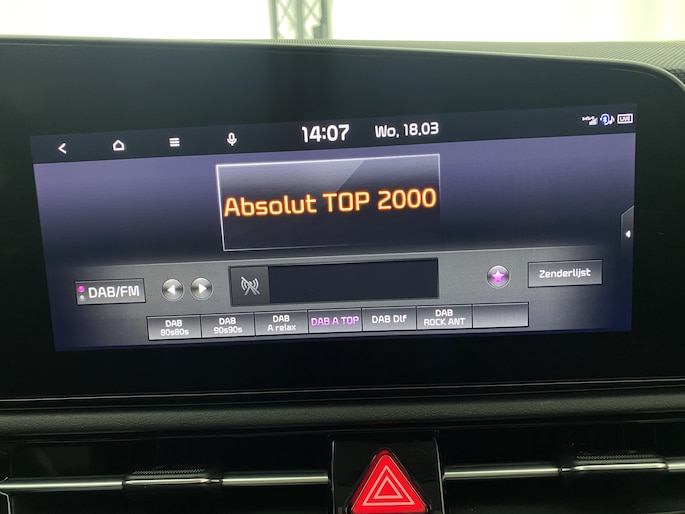 14:07
Wo, 18.03
LIVE
Absolut TOP 2000
DAB/FM
Zenderlijst
DAB
80s80s
DAB
90s90s
DAB
A relax
DAB A TOP
DAB Dlf
DAB
ROCK ANT